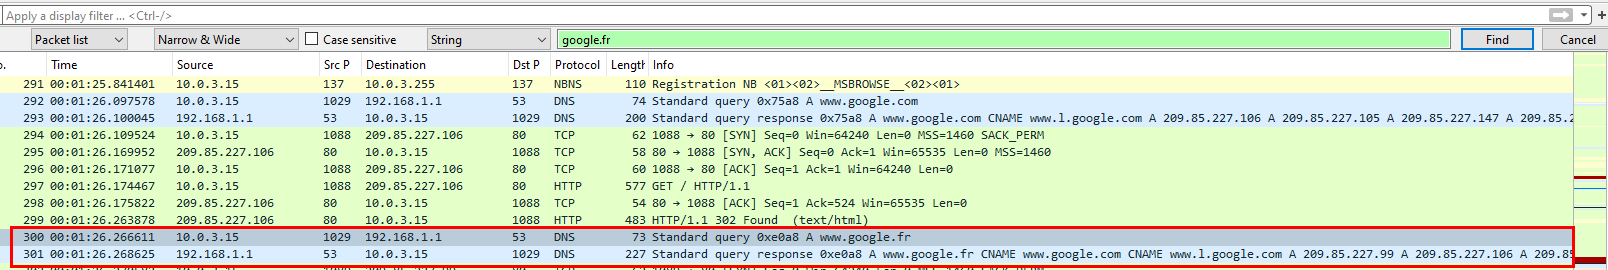 Apply a display filter ... <Ctrl-/>
Packet list Narrow & Wide Case sensitive String google.fr Find Cancel
o. Time Source Src P Destination Dst P Protocol Length Info
291 00:01:25.841401 10.0.3.15 137 10.0.3.255 137 NBNS 110 Registration NB <01><02>__MSBROWSE__<02><01>
292 00:01:26.097578 10.0.3.15 1029 192.168.1.1 53 DNS 74 Standard query 0x75a8 A www.google.com
293 00:01:26.100045 192.168.1.1 53 10.0.3.15 1029 DNS 200 Standard query response 0x75a8 A www.google.com CNAME www.l.google.com A 209.85.227.106 A 209.85.227.105 A 209.85.227.147 A 209.85.2
294 00:01:26.109524 10.0.3.15 1088 209.85.227.106 80 TCP 62 1088 → 80 [SYN] Seq=0 Win=64240 Len=0 MSS=1460 SACK_PERM
295 00:01:26.169952 209.85.227.106 80 10.0.3.15 1088 TCP 58 80 → 1088 [SYN, ACK] Seq=0 Ack=1 Win=65535 Len=0 MSS=1460
296 00:01:26.171077 10.0.3.15 1088 209.85.227.106 80 TCP 60 1088 → 80 [ACK] Seq=1 Ack=1 Win=64240 Len=0
297 00:01:26.174467 10.0.3.15 1088 209.85.227.106 80 HTTP 577 GET / HTTP/1.1
298 00:01:26.175822 209.85.227.106 80 10.0.3.15 1088 TCP 54 80 → 1088 [ACK] Seq=1 Ack=524 Win=65535 Len=0
299 00:01:26.263878 209.85.227.106 80 10.0.3.15 1088 HTTP 483 HTTP/1.1 302 Found (text/html)
300 00:01:26.266611 10.0.3.15 1029 192.168.1.1 53 DNS 73 Standard query 0xe0a8 A www.google.fr
301 00:01:26.268625 192.168.1.1 53 10.0.3.15 1029 DNS 227 Standard query response 0xe0a8 A www.google.fr CNAME www.google.com CNAME www.l.google.com A 209.85.227.99 A 209.85.227.106 A 209.85